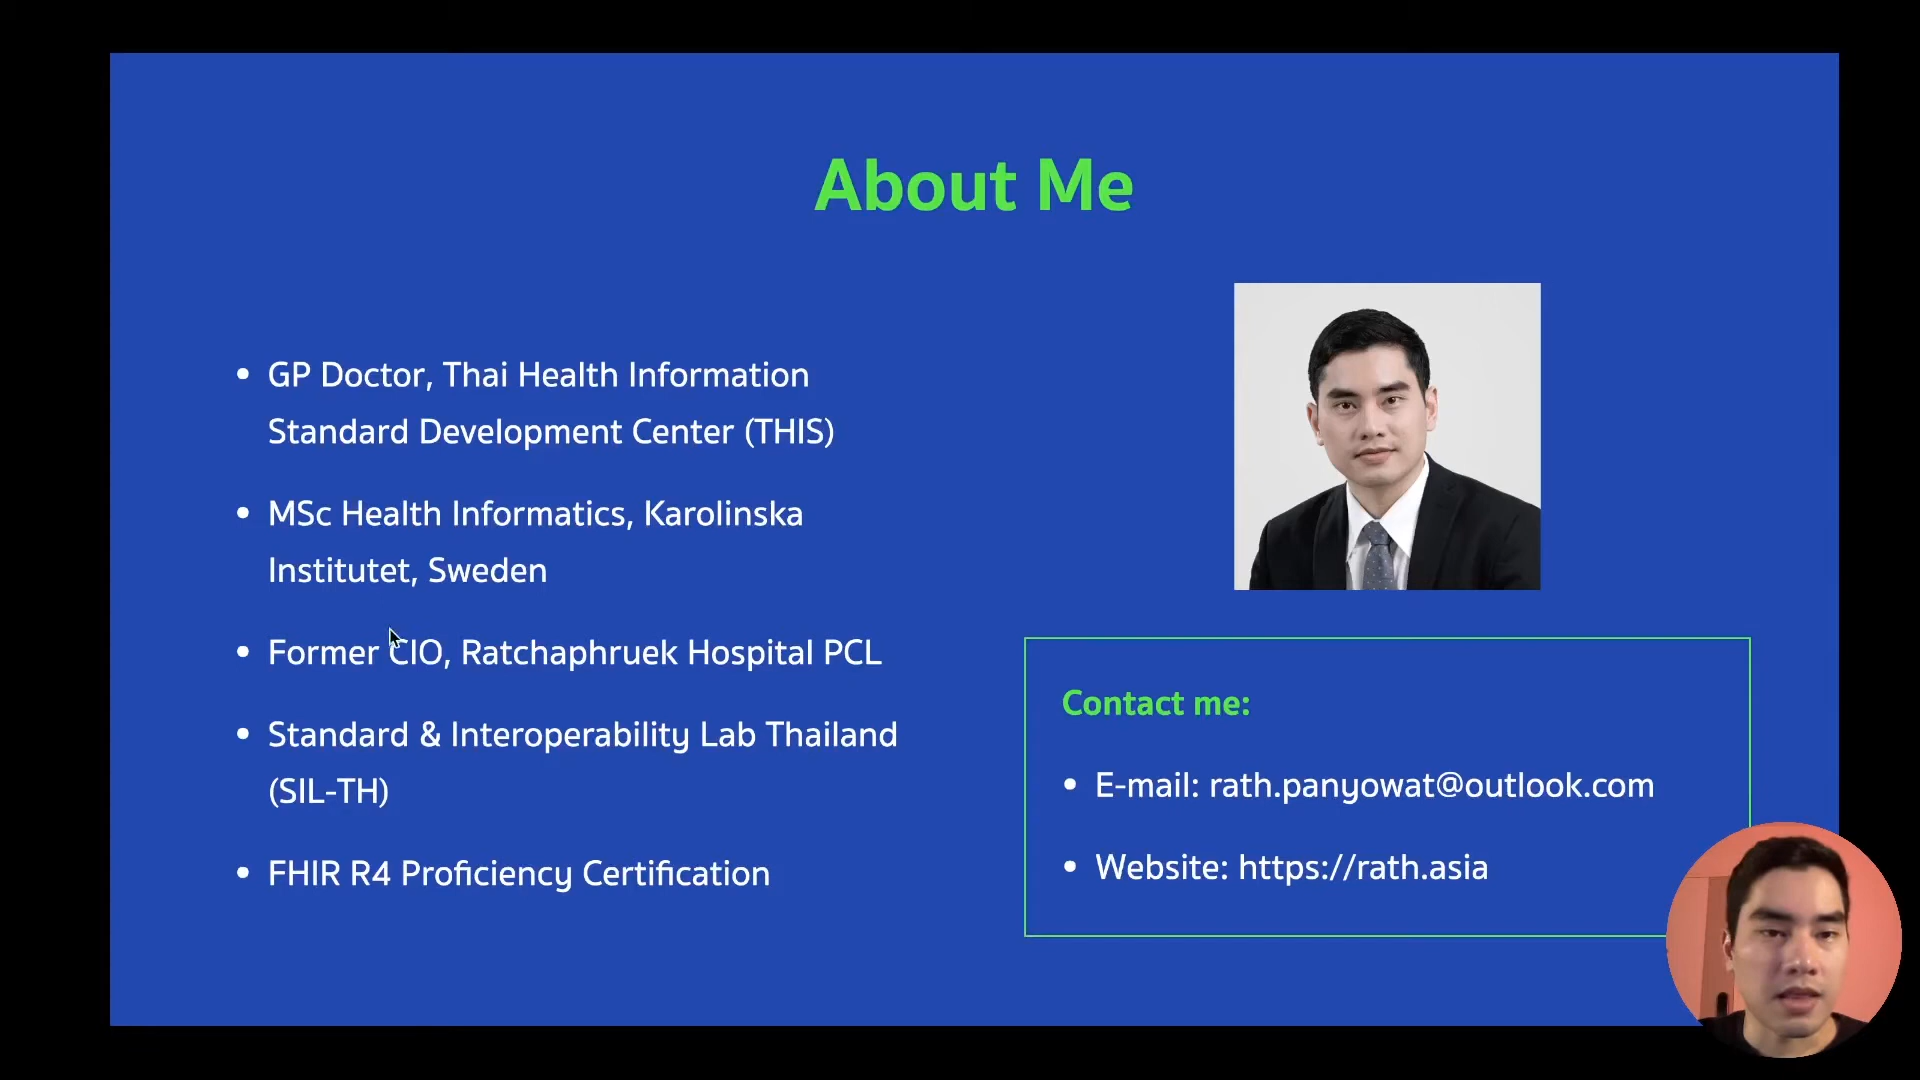 About Me
GP Doctor, Thai Health Information
Standard Development Center (THIS)
MSc Health Informatics, Karolinska
Institutet, Sweden
Former CIO, Ratchaphruek Hospital PCL
Standard & Interoperability Lab Thailand
(SIL-TH)
FHIR R4 Proficiency Certification
Contact me:
E-mail: rath.panyowat@outlook.com
Website: https://rath.asia